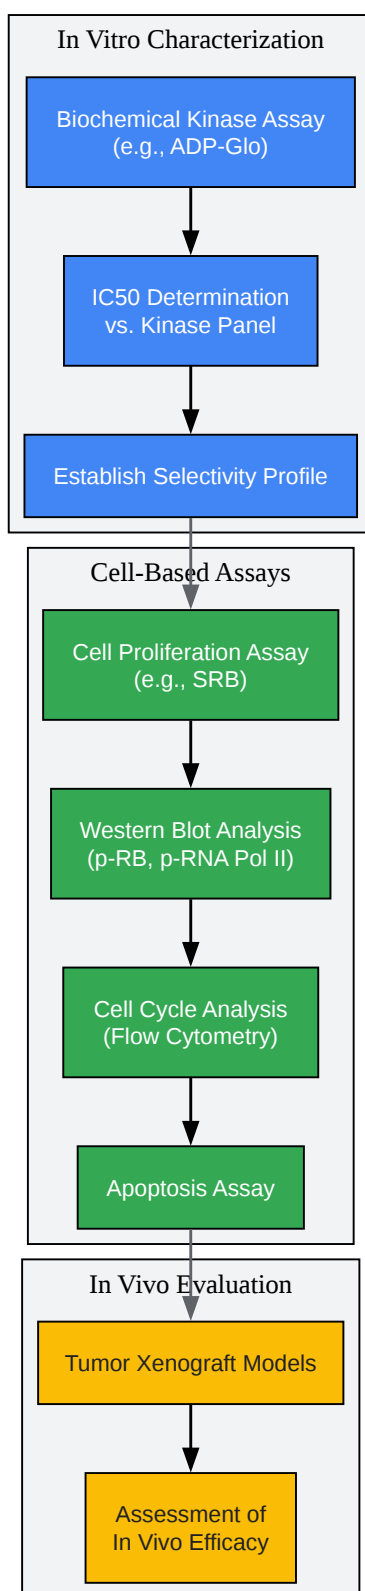 In Vitro Characterization
Biochemical Kinase Assay
(e.g., ADP-Glo)
IC50 Determination
vs. Kinase Panel
Establish Selectivity Profile
Cell-Based Assays
Cell Proliferation Assay
(e.g., SRB)
Western Blot Analysis
(p-RB, p-RNA Pol II)
Cell Cycle Analysis
(Flow Cytometry)
Apoptosis Assay
In Vivo Evaluation
Tumor Xenograft Models
Assessment of
In Vivo Efficacy